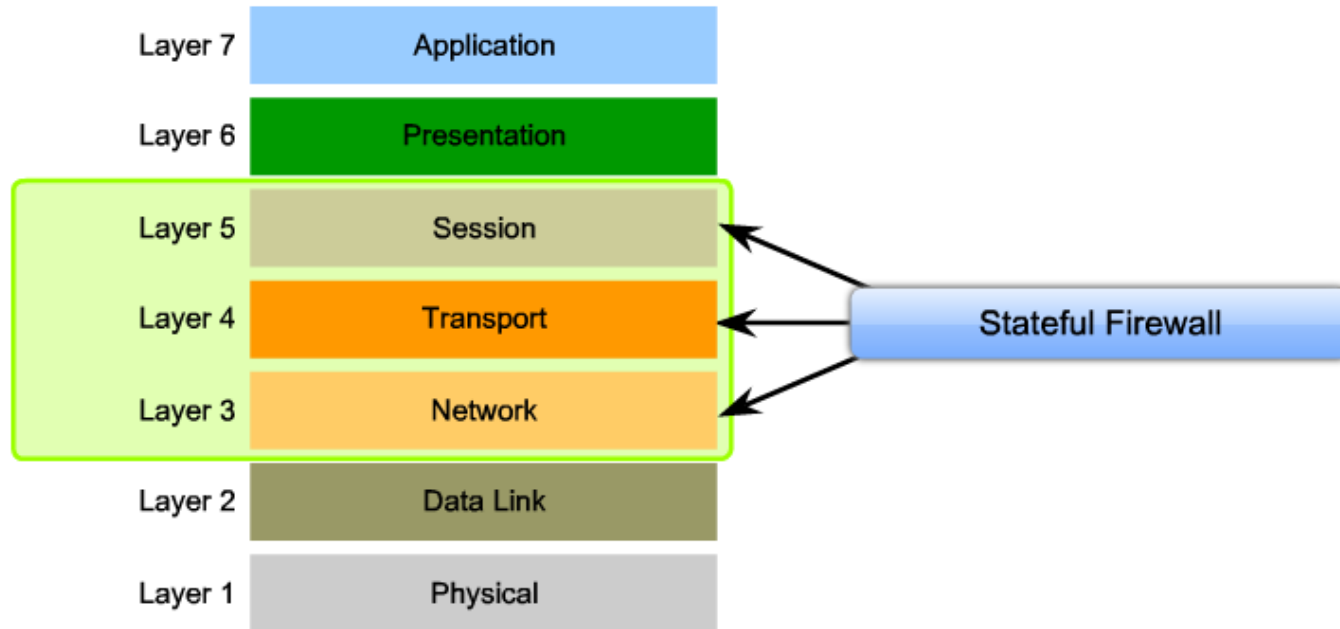 Layer 7 Application
Layer 6 Presentation
Layer 5 Session
Layer 4 Transport Stateful Firewall
Layer 3 Network
Layer 2 Data Link
Layer 1 Physical